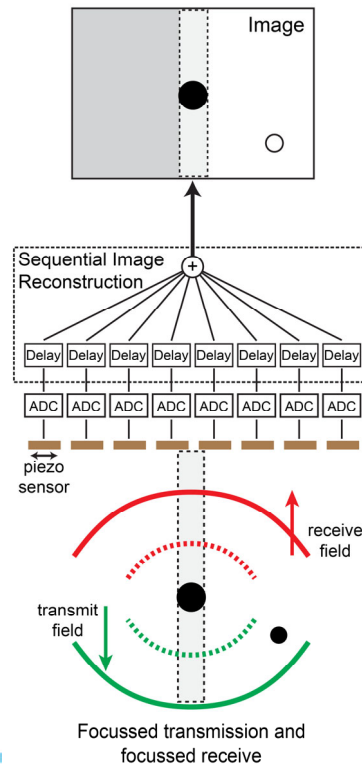 Image
Sequential Image
Reconstruction
+
Delay Delay Delay Delay Delay Delay Delay Delay
ADC ADC ADC ADC ADC ADC ADC ADC
piezo
sensor
receive
field
transmit
field
Focussed transmission and
focussed receive